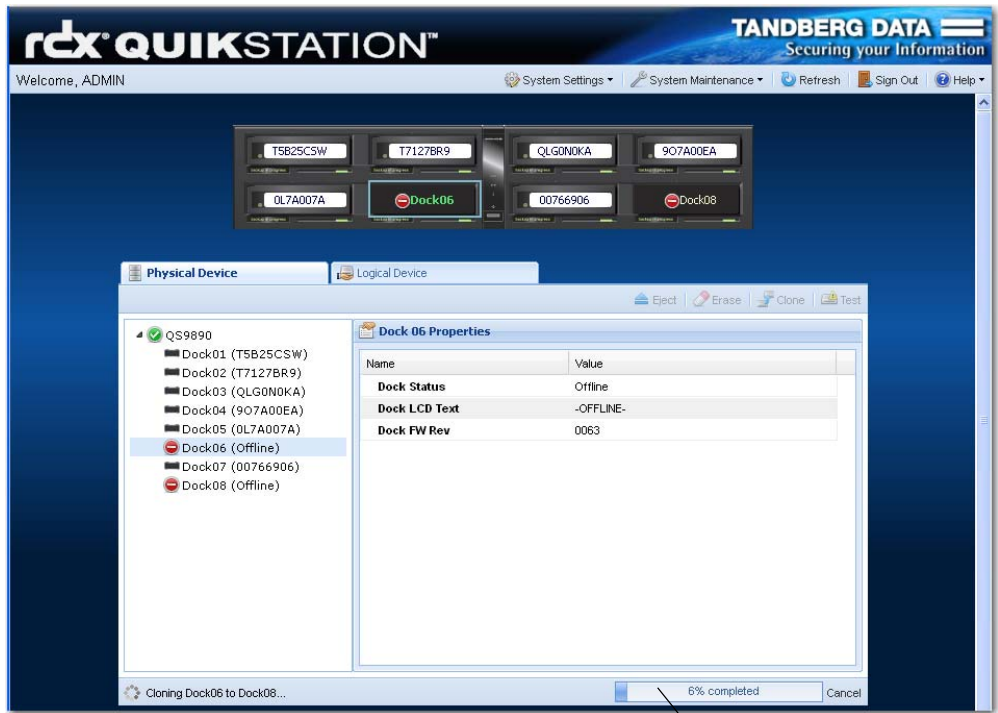 rdx® QUIKSTATION™
TANDBERG DATA
Securing your Information
Welcome, ADMIN
System Settings
System Maintenance
Refresh
Sign Out
Help
T5B25CSW
T7127BR9
QLG0N0KA
907A00EA
0L7A007A
Dock06
00766906
Dock08
Physical Device
Logical Device
Eject
Erase
Clone
Test
QS9890
Dock01 (T5B25CSW)
Dock02 (T7127BR9)
Dock03 (QLG0N0KA)
Dock04 (907A00EA)
Dock05 (0L7A007A)
Dock06 (Offline)
Dock07 (00766906)
Dock08 (Offline)
Dock 06 Properties
Name Value
Dock Status Offline
Dock LCD Text -OFFLINE-
Dock FW Rev 0063
Cloning Dock06 to Dock08...
6% completed
Cancel